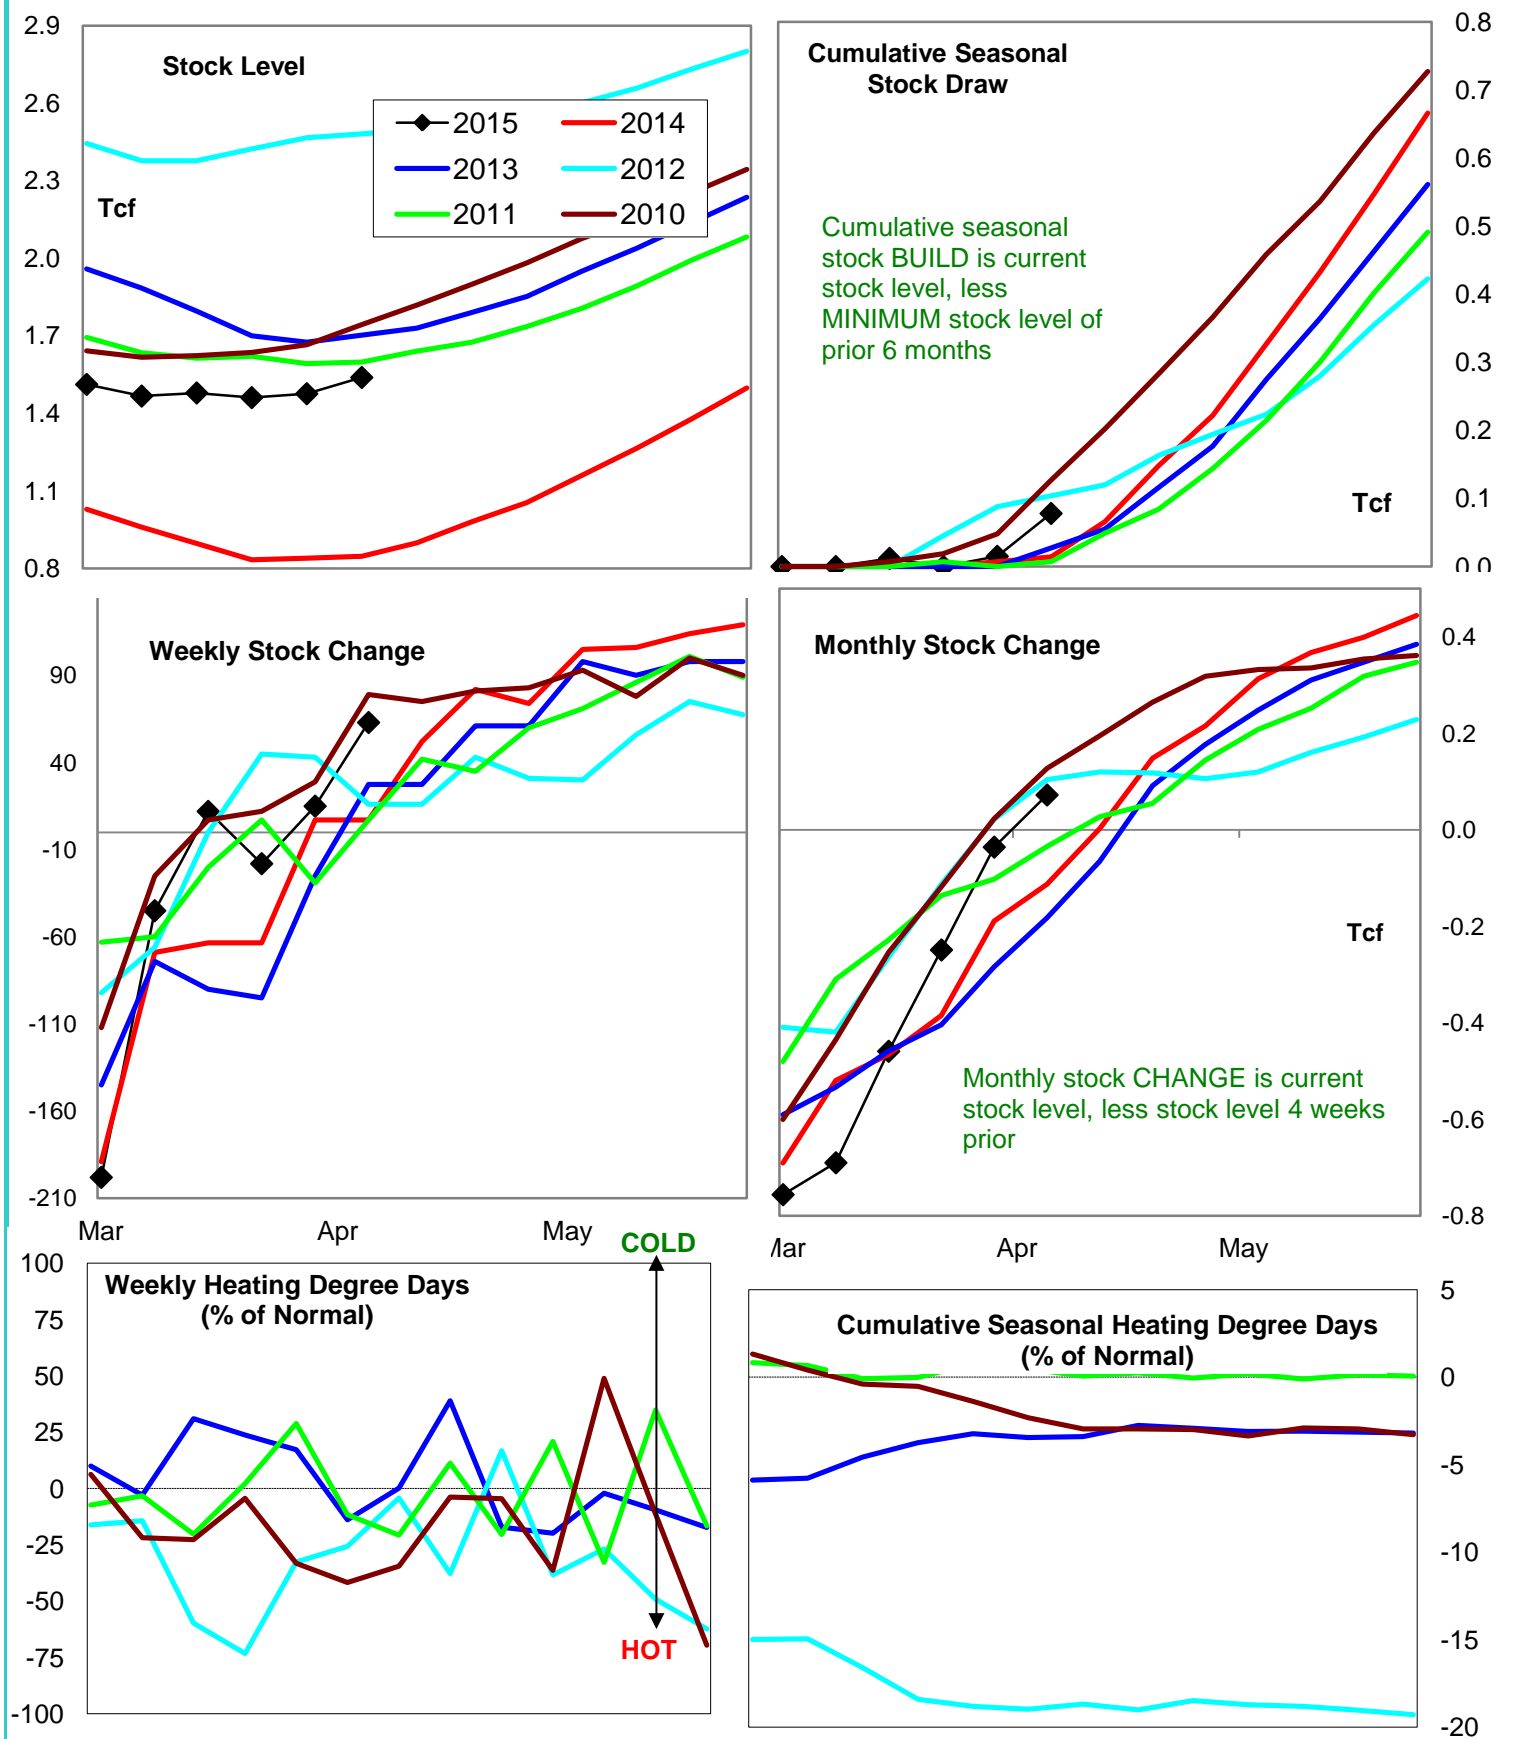 2.9
2.6
2.3
2.0
1.7
1.4
1.1
0.8
Stock Level
Tcf
2015
2014
2013
2012
2011
2010
Cumulative Seasonal
Stock Draw
Cumulative seasonal
stock BUILD is current
stock level, less
MINIMUM stock level of
prior 6 months
Tcf
0.8
0.7
0.6
0.5
0.4
0.3
0.2
0.1
0.0
Weekly Stock Change
90
40
-10
-60
-110
-160
-210
Mar
Apr
May
Monthly Stock Change
Tcf
Monthly stock CHANGE is current
stock level, less stock level 4 weeks
prior
0.4
0.2
0.0
-0.2
-0.4
-0.6
-0.8
Mar
Apr
May
COLD
Weekly Heating Degree Days
(% of Normal)
100
75
50
25
0
-25
-50
-75
-100
HOT
Cumulative Seasonal Heating Degree Days
(% of Normal)
5
0
-5
-10
-15
-20